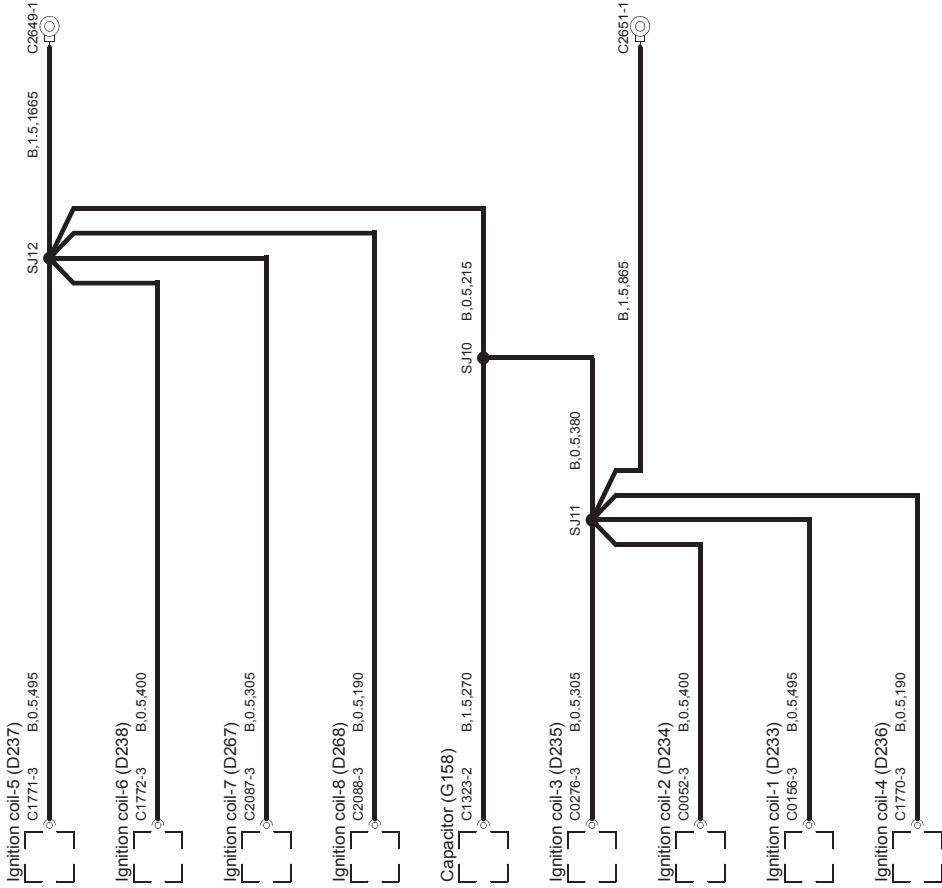 C2649-1
B,1.5,1665
SJ12
Ignition coil-5 (D237)
C1771-3 B,0.5,495
Ignition coil-6 (D238)
C1772-3 B,0.5,400
Ignition coil-7 (D267)
C2087-3 B,0.5,305
Ignition coil-8 (D268)
C2088-3 B,0.5,190
B,0.5,215
SJ10
Capacitor (G158)
C1323-2 B,1.5,270
B,0.5,380
SJ11
Ignition coil-3 (D235)
C0276-3 B,0.5,305
C2651-1
B,1.5,865
Ignition coil-2 (D234)
C0052-3 B,0.5,400
Ignition coil-1 (D233)
C0156-3 B,0.5,495
Ignition coil-4 (D236)
C1770-3 B,0.5,190